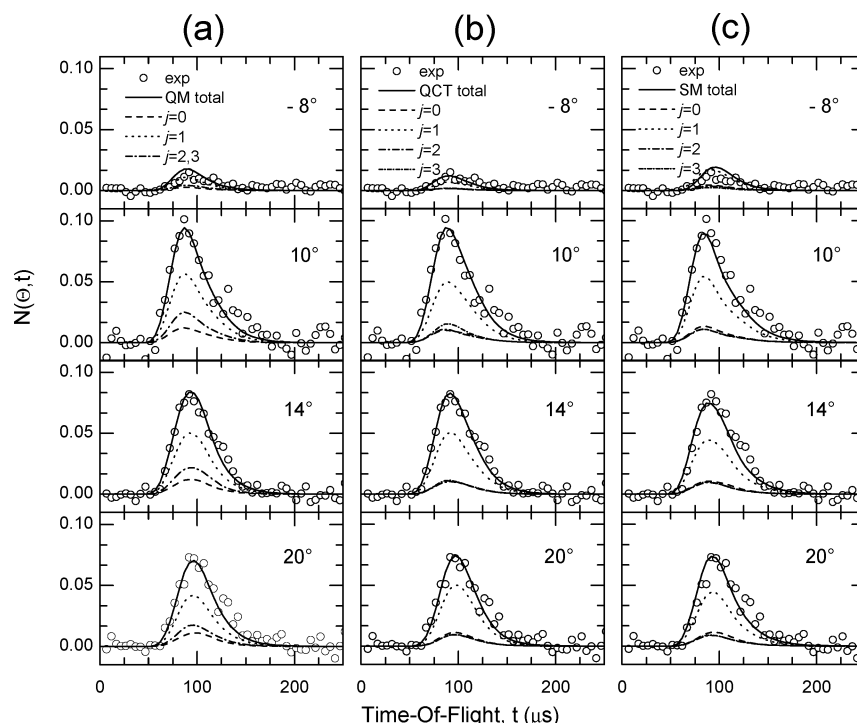 (a) (b) (c)
0.10
0.05
0.00
exp
QM total
j=0
j=1
j=2,3
- 8°
exp
QCT total
j=0
j=1
j=2
j=3
- 8°
exp
SM total
j=0
j=1
j=2
j=3
- 8°
0.10
0.05
0.00
10°
10°
10°
N(Θ,t)
0.10
0.05
0.00
14°
14°
14°
0.10
0.05
0.00
20°
20°
20°
0 100 200 0 100 200 0 100 200
Time-Of-Flight, t (μs)